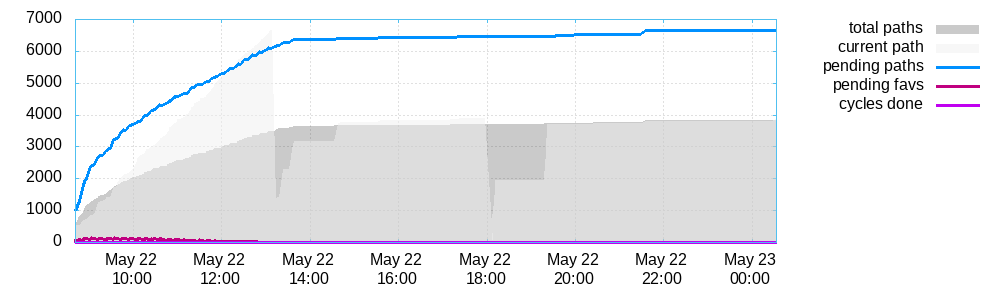 7000
6000
5000
4000
3000
2000
1000
0
May 22 10:00
May 22 12:00
May 22 14:00
May 22 16:00
May 22 18:00
May 22 20:00
May 22 22:00
May 23 00:00
total paths
current path
pending paths
pending favs
cycles done